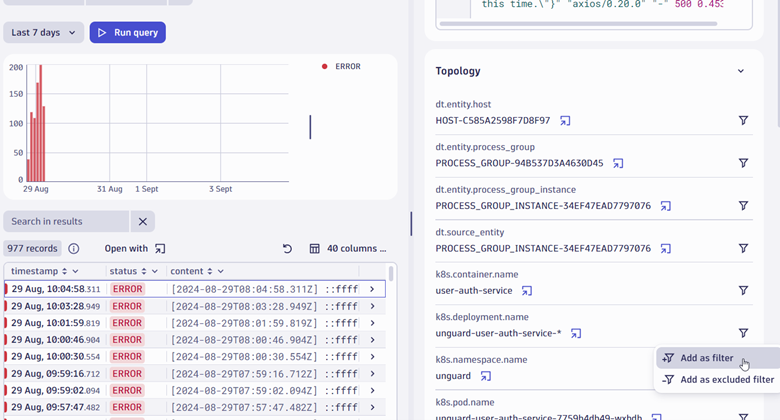 Last 7 days
Run query
200
150
100
50
0
29 Aug
31 Aug
1 Sept
3 Sept
ERROR
Search in results
977 records
Open with
40 columns ...
timestamp
status
content
29 Aug, 10:04:58.311 ERROR [2024-08-29T08:04:58.311Z] ::ffff
29 Aug, 10:03:28.949 ERROR [2024-08-29T08:03:28.949Z] ::ffff
29 Aug, 10:01:59.819 ERROR [2024-08-29T08:01:59.819Z] ::ffff
29 Aug, 10:00:46.904 ERROR [2024-08-29T08:00:46.904Z] ::ffff
29 Aug, 10:00:30.554 ERROR [2024-08-29T08:00:30.554Z] ::ffff
29 Aug, 09:59:16.712 ERROR [2024-08-29T07:59:16.712Z] ::ffff
29 Aug, 09:59:02.094 ERROR [2024-08-29T07:59:02.094Z] ::ffff
29 Aug, 09:57:47.482 ERROR [2024-08-29T07:57:47.482Z] ::ffff
this time.\"}" "axios/0.20.0" "-" 500 0.453
Topology
dt.entity.host
HOST-C585A2598F7D8F97
dt.entity.process_group
PROCESS_GROUP-94B537D3A4630D45
dt.entity.process_group_instance
PROCESS_GROUP_INSTANCE-34EF47EAD7797076
dt.source_entity
PROCESS_GROUP_INSTANCE-34EF47EAD7797076
k8s.container.name
user-auth-service
k8s.deployment.name
unguard-user-auth-service-*
k8s.namespace.name
unguard
k8s.pod.name
unguard-user-auth-service-7759b4db49-wxbdh
Add as filter
Add as excluded filter